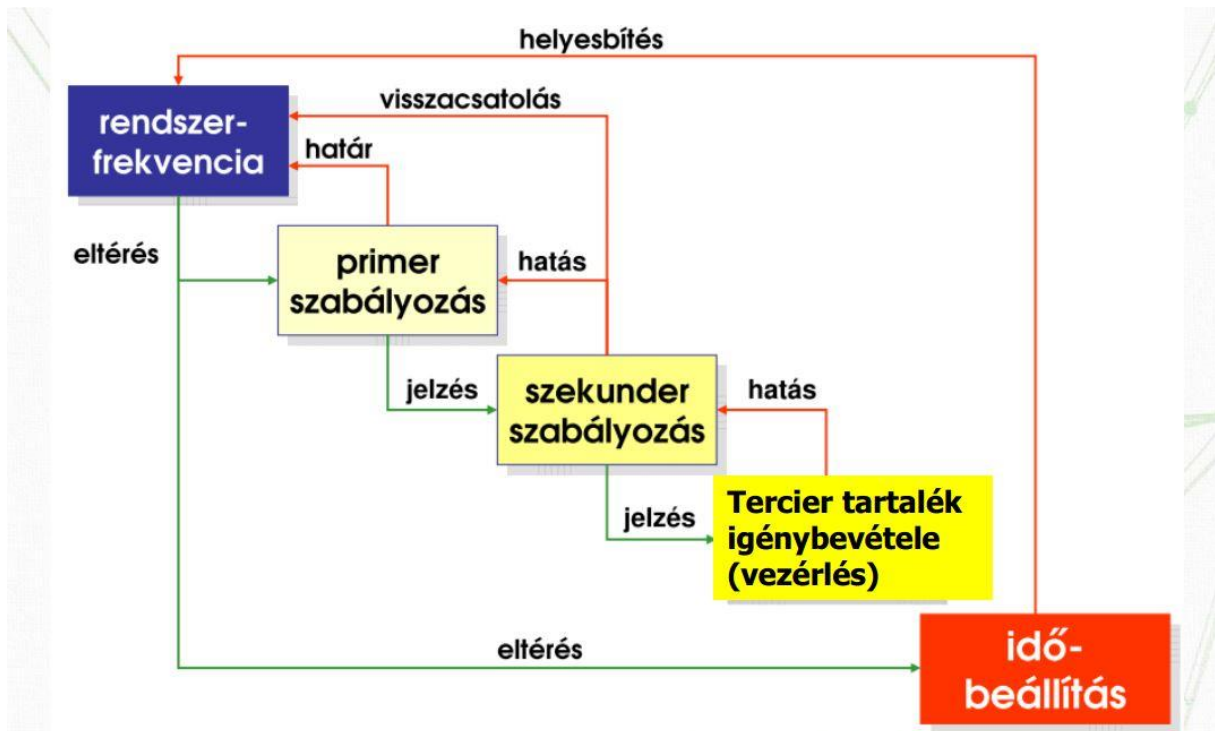 helyesbítés
visszacsatolás
rendszer-
frekvencia
határ
eltérés
primer
szabályozás
hatás
jelzés
szekunder
szabályozás
hatás
jelzés
Tercier tartalék
igénybevétele
(vezérlés)
eltérés
idő-
beállítás